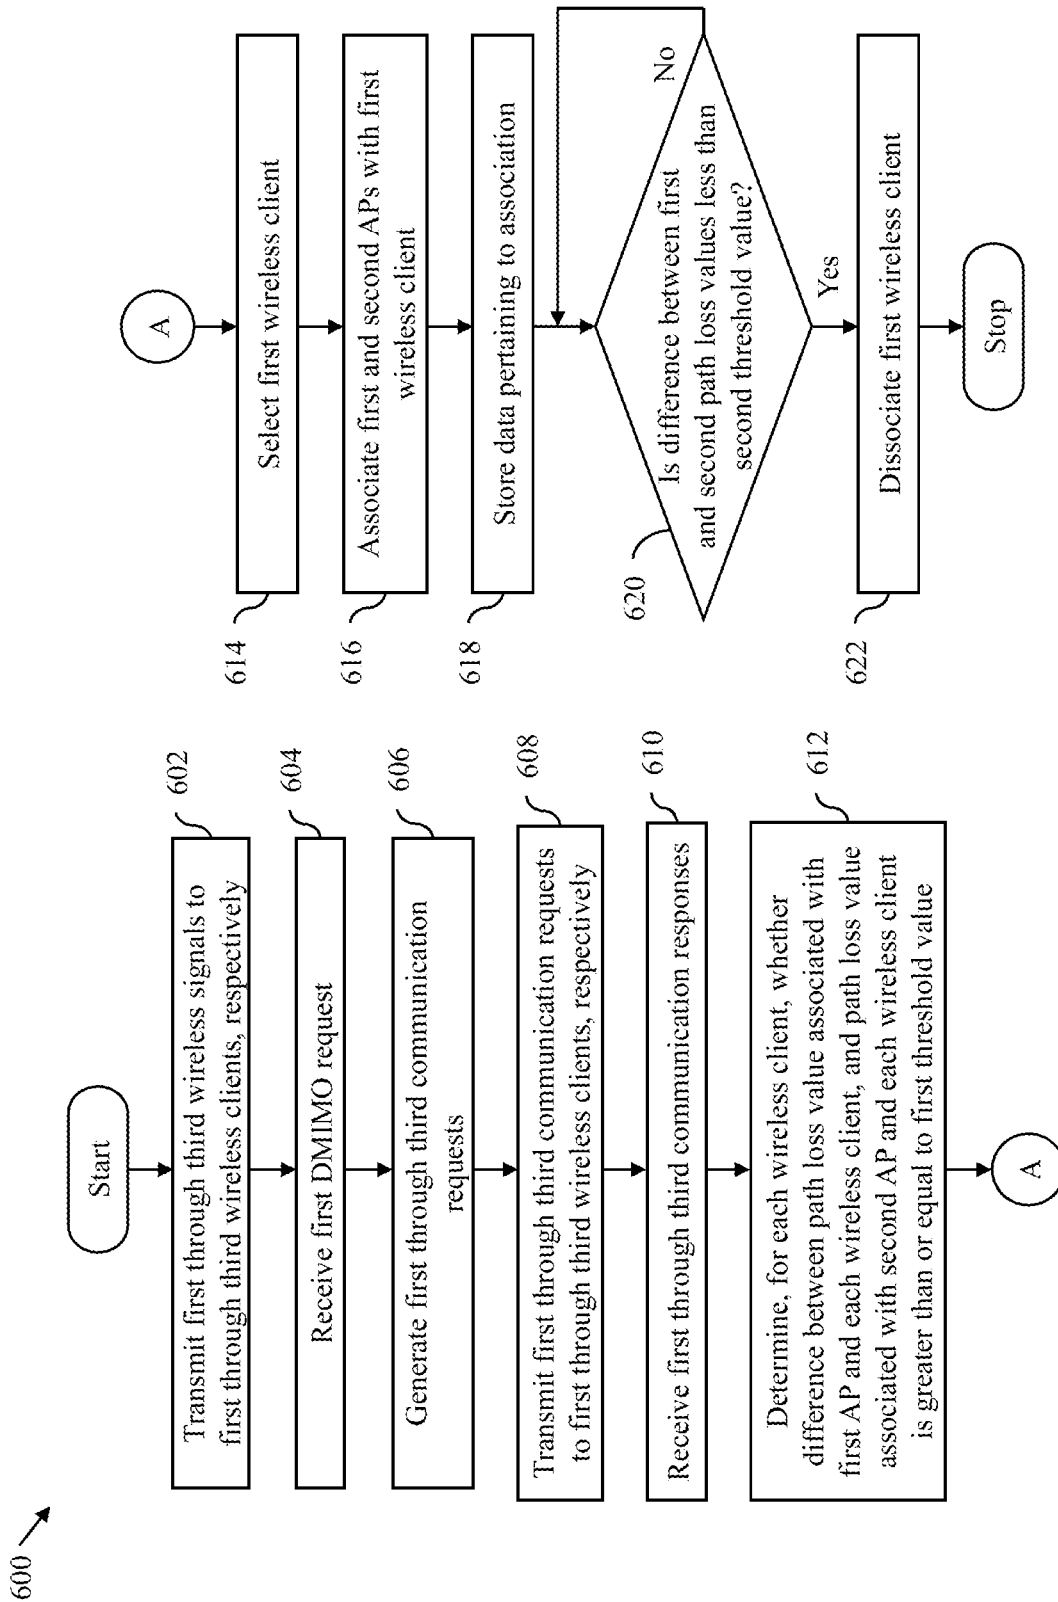 600
Start
Transmit first through third wireless signals to
first through third wireless clients, respectively
602
Receive first DMIMO request
604
Generate first through third communication
requests
606
Transmit first through third communication requests
to first through third wireless clients, respectively
608
Receive first through third communication responses
610
Determine, for each wireless client, whether
difference between path loss value associated with
first AP and each wireless client, and path loss value
associated with second AP and each wireless client
is greater than or equal to first threshold value
612
A
A
Select first wireless client
614
Associate first and second APs with first
wireless client
616
Store data pertaining to association
618
Is difference between first
and second path loss values less than
second threshold value?
620
No
Yes
Dissociate first wireless client
622
Stop